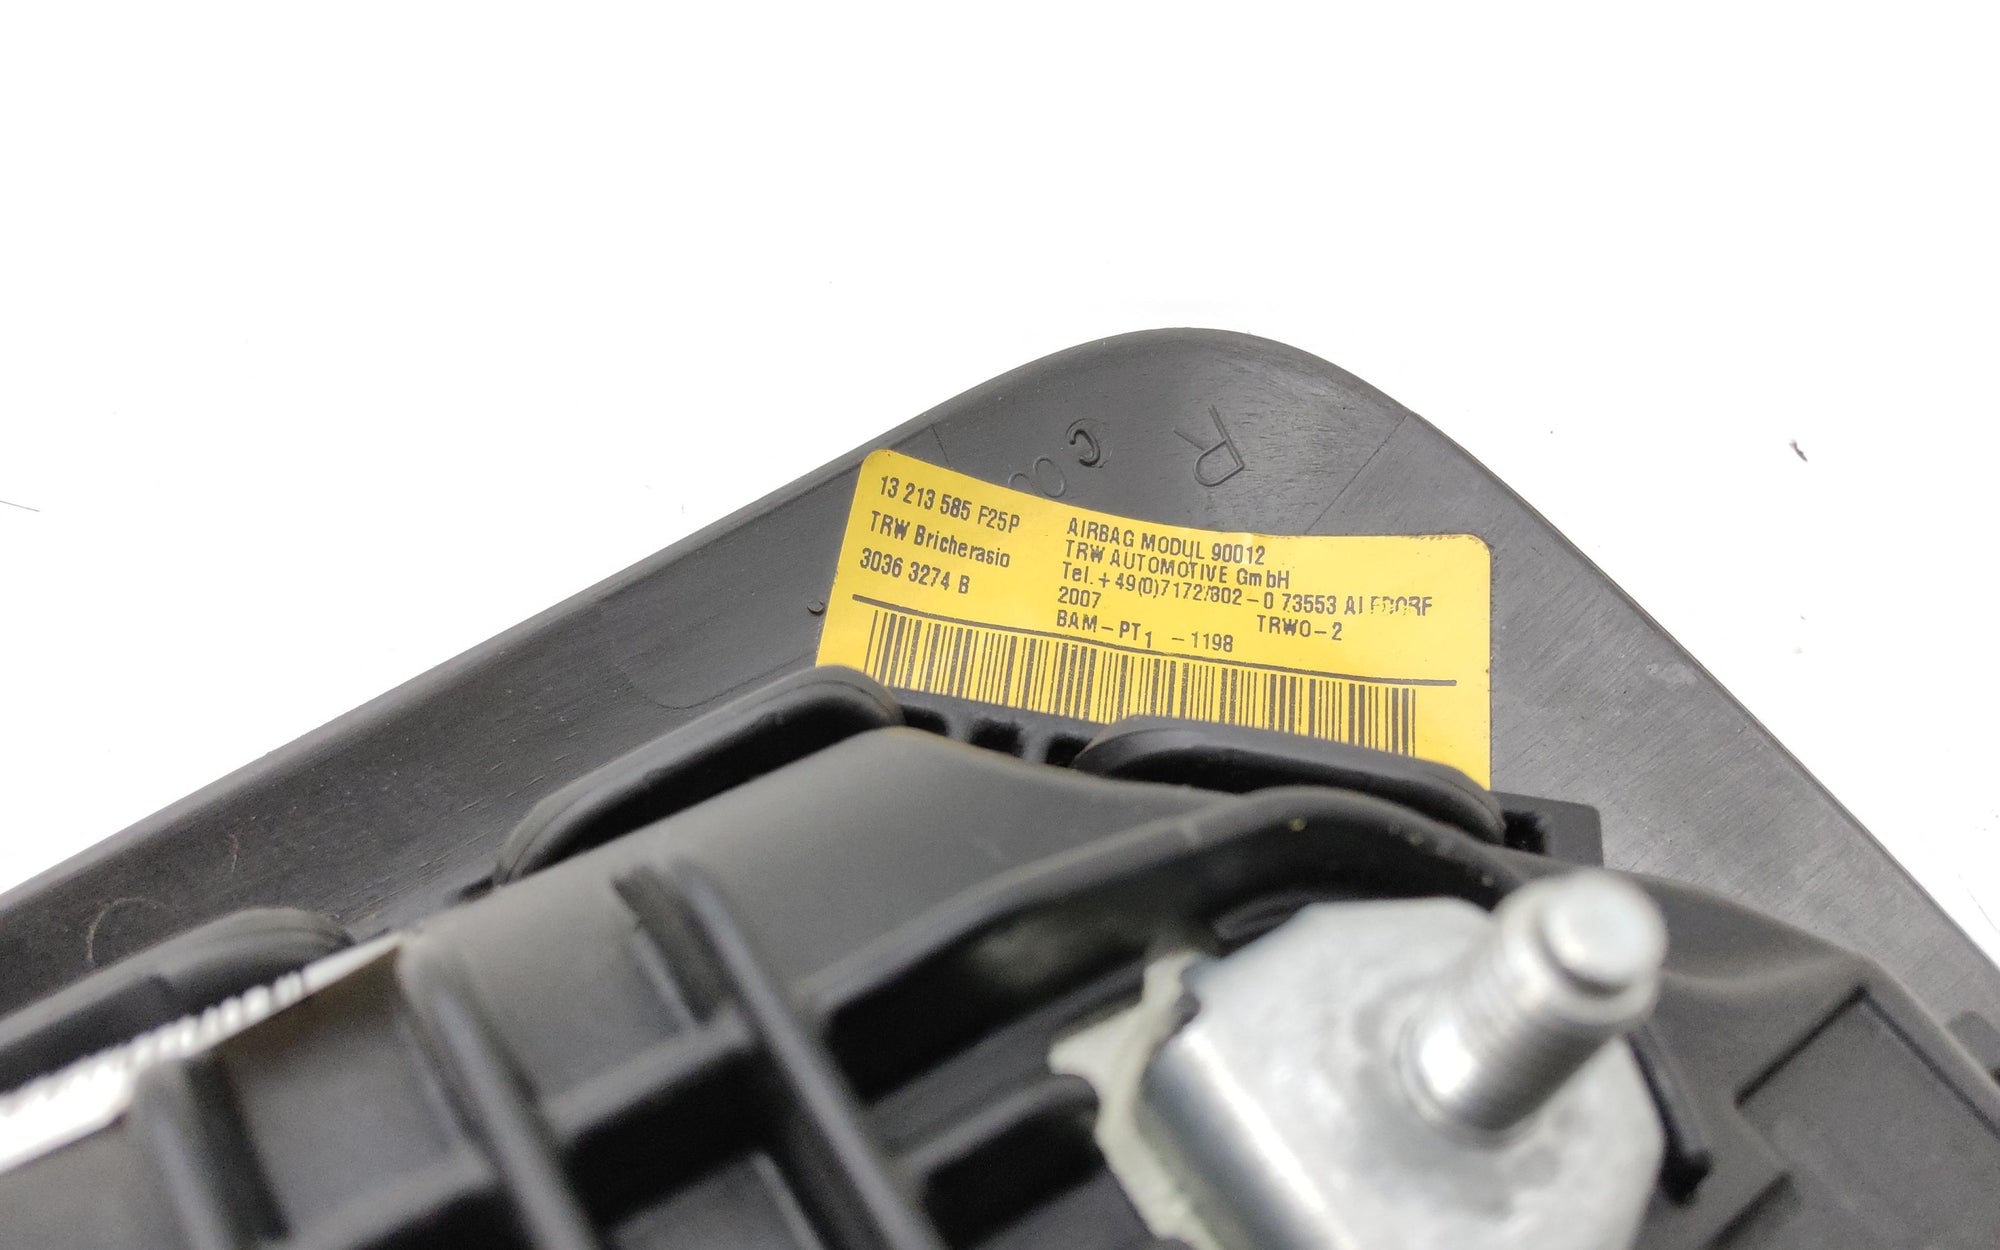 R
C
13 213 585 F25P
TRW Bricherasio
3036 3274 B
AIRBAG MODUL 90012
TRW AUTOMOTIVE GmbH
Tel.+49(0)7172/302-0 73553 ALFDORF
2007 TRWO-2
BAM-PT1 -1198